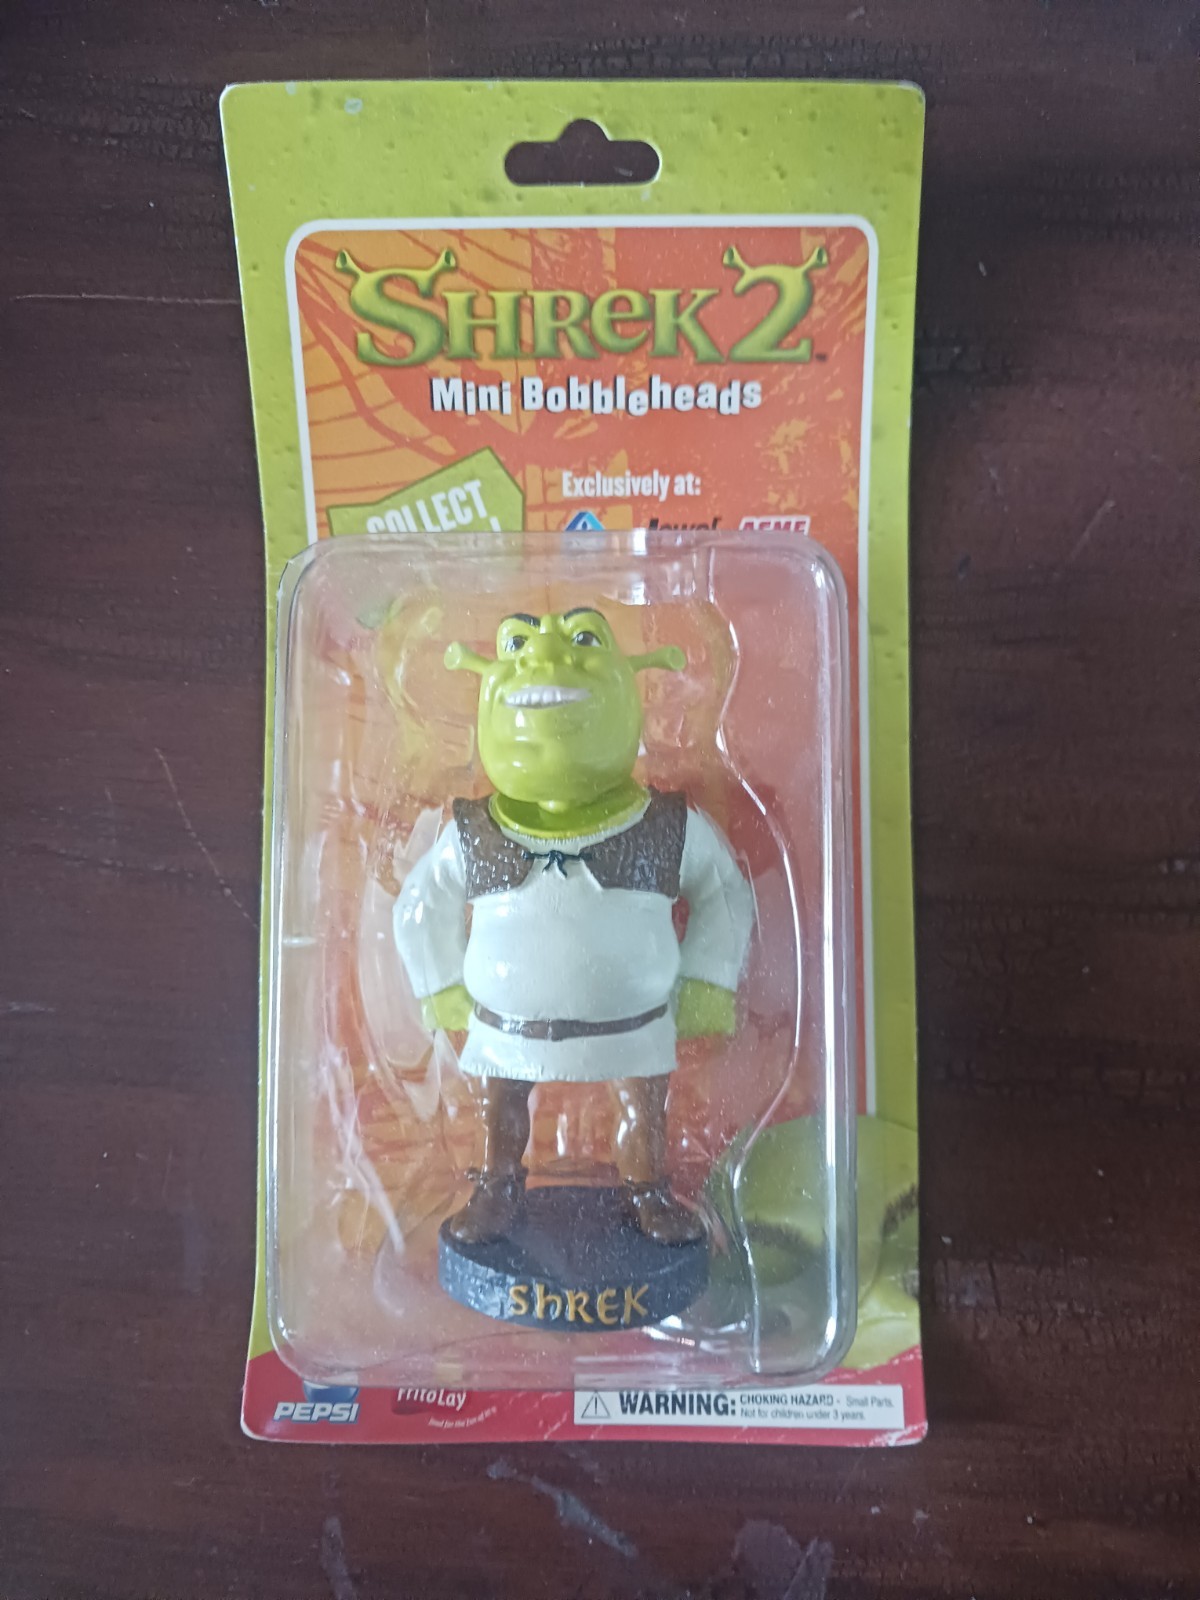 SHREK 2
Mini Bobbleheads
COLLECT
Exclusively at:
Jewel ACME
SHREK
PEPSI
FritoLay
WARNING: CHOKING HAZARD - Small Parts.
Not for children under 3 years.